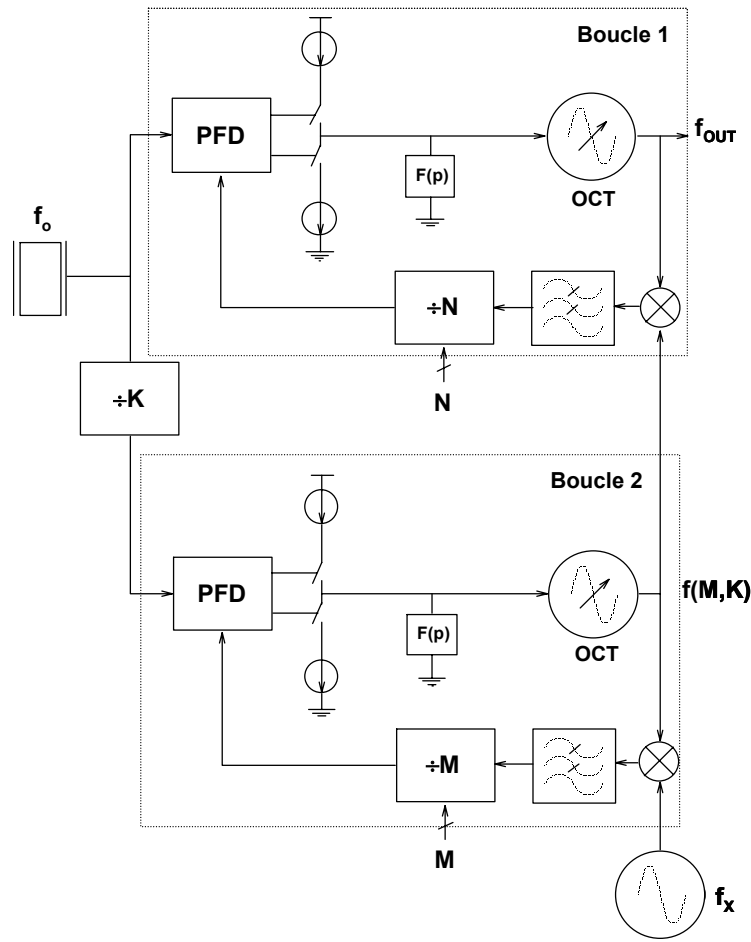 Boucle 1
PFD
f_OUT
F(p)
OCT
f_o
÷N
N
÷K
Boucle 2
PFD
f(M,K)
F(p)
OCT
÷M
M
f_X